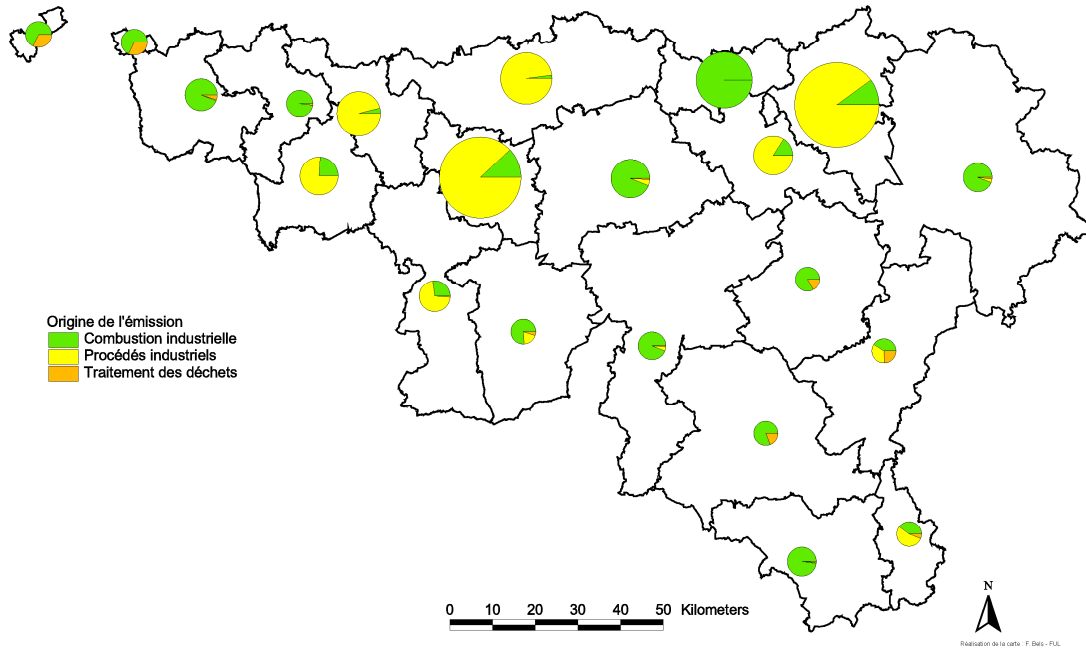 Origine de l'émission
Combustion industrielle
Procédés industriels
Traitement des déchets
0 10 20 30 40 50 Kilometers
N
Réalisation de la carte : F. Bels - FUL